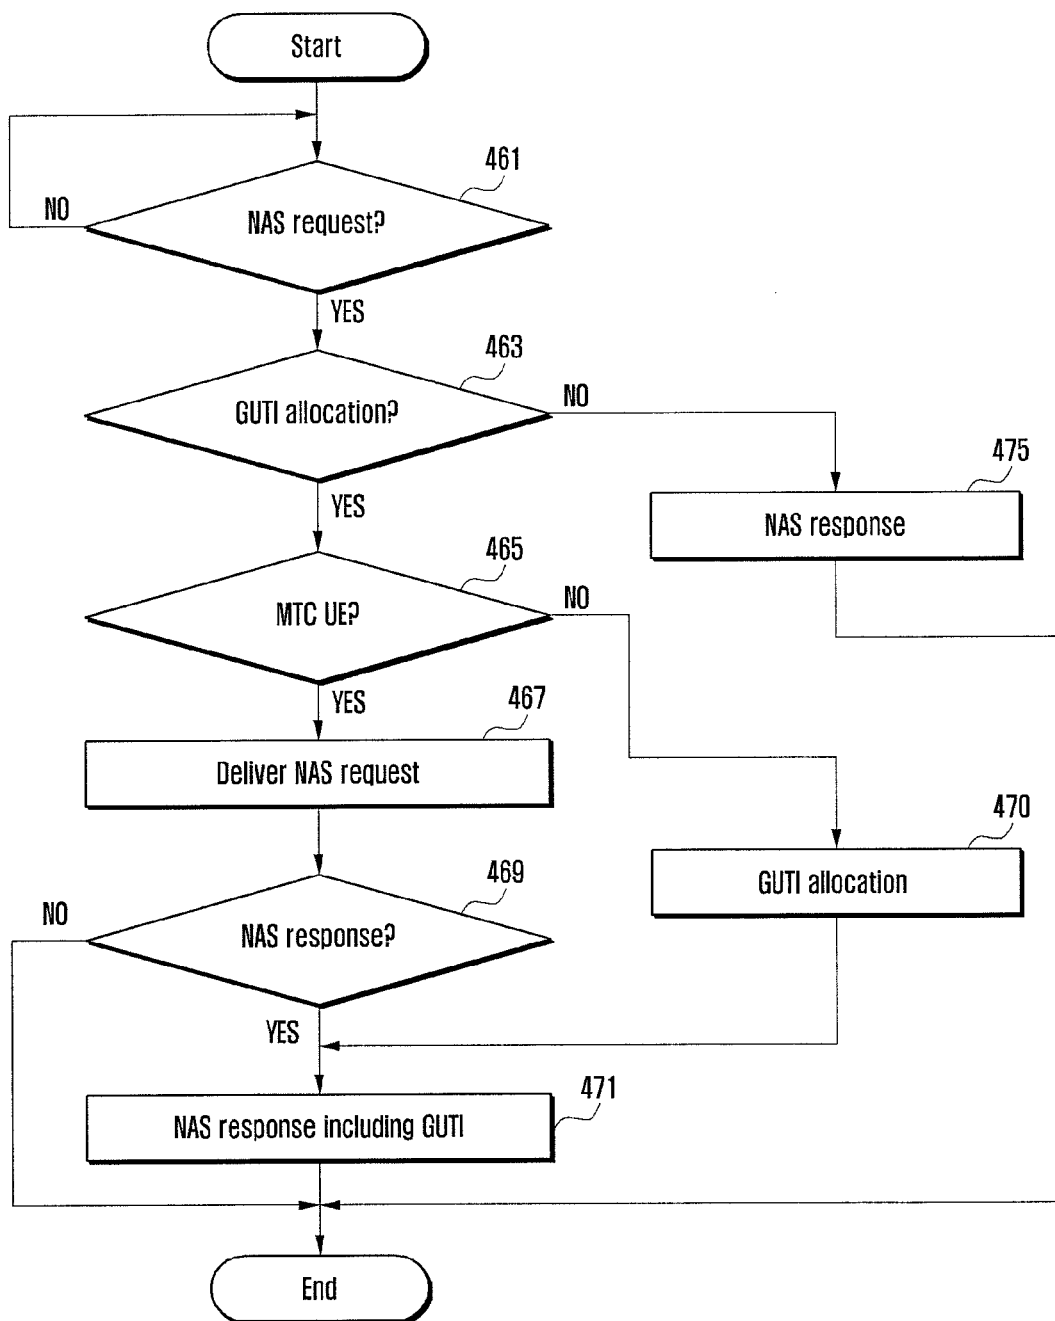 Start
461
NAS request?
NO
YES
463
GUTI allocation?
NO
YES
475
NAS response
465
MTC UE?
NO
YES
467
Deliver NAS request
470
GUTI allocation
469
NAS response?
NO
YES
471
NAS response including GUTI
End